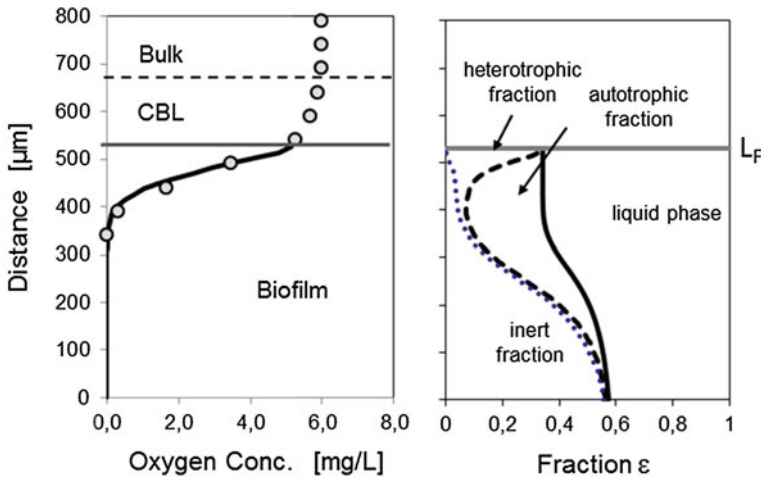 800
700
600
500
400
300
200
100
0
Distance [µm]
Bulk
CBL
Biofilm
0,0
2,0
4,0
6,0
8,0
Oxygen Conc. [mg/L]
heterotrophic
fraction
autotrophic
fraction
L_F
liquid phase
inert
fraction
0
0,2
0,4
0,6
0,8
1
Fraction ε